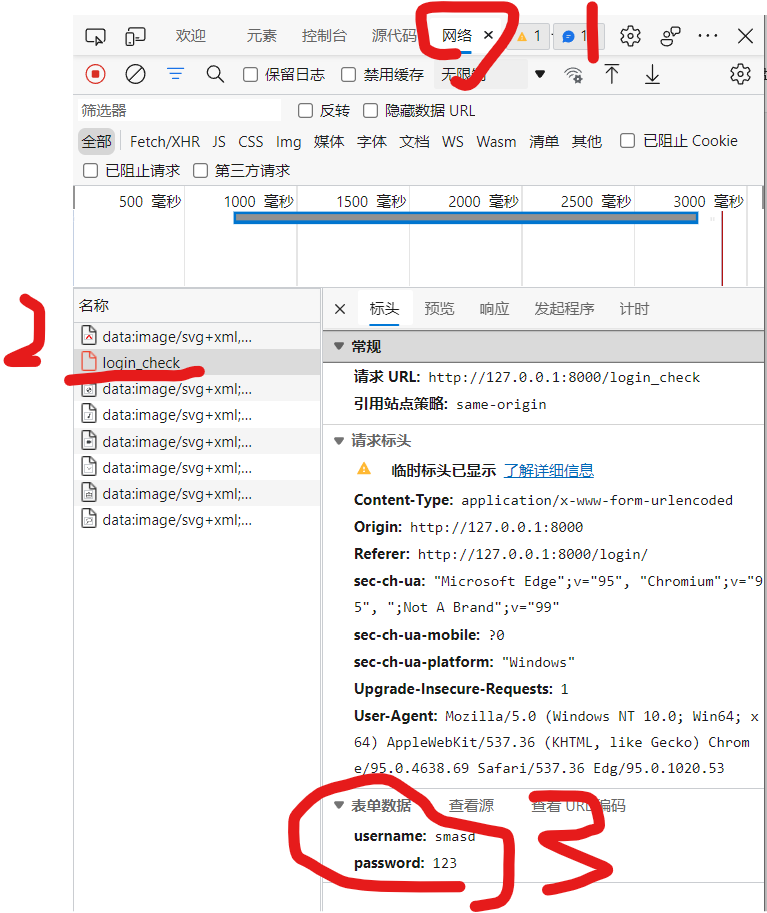 欢迎 元素 控制台 源代码 网络 1 1
保留日志 禁用缓存 无限制
筛选器 反转 隐藏数据 URL
全部 Fetch/XHR JS CSS Img 媒体 字体 文档 WS Wasm 清单 其他 已阻止 Cookie
已阻止请求 第三方请求
500 毫秒 1000 毫秒 1500 毫秒 2000 毫秒 2500 毫秒 3000 毫秒
名称
2
data:image/svg+xml,...
login_check
data:image/svg+xml;...
data:image/svg+xml;...
data:image/svg+xml;...
data:image/svg+xml;...
data:image/svg+xml;...
data:image/svg+xml;...
标头 预览 响应 发起程序 计时
常规
请求 URL: http://127.0.0.1:8000/login_check
引用站点策略: same-origin
请求标头
临时标头已显示 了解详细信息
Content-Type: application/x-www-form-urlencoded
Origin: http://127.0.0.1:8000
Referer: http://127.0.0.1:8000/login/
sec-ch-ua: "Microsoft Edge";v="95", "Chromium";v="9
5", ";Not A Brand";v="99"
sec-ch-ua-mobile: ?0
sec-ch-ua-platform: "Windows"
Upgrade-Insecure-Requests: 1
User-Agent: Mozilla/5.0 (Windows NT 10.0; Win64; x
64) AppleWebKit/537.36 (KHTML, like Gecko) Chrom
e/95.0.4638.69 Safari/537.36 Edg/95.0.1020.53
表单数据 查看源 查看 URL 编码
username: smasd
password: 123
3